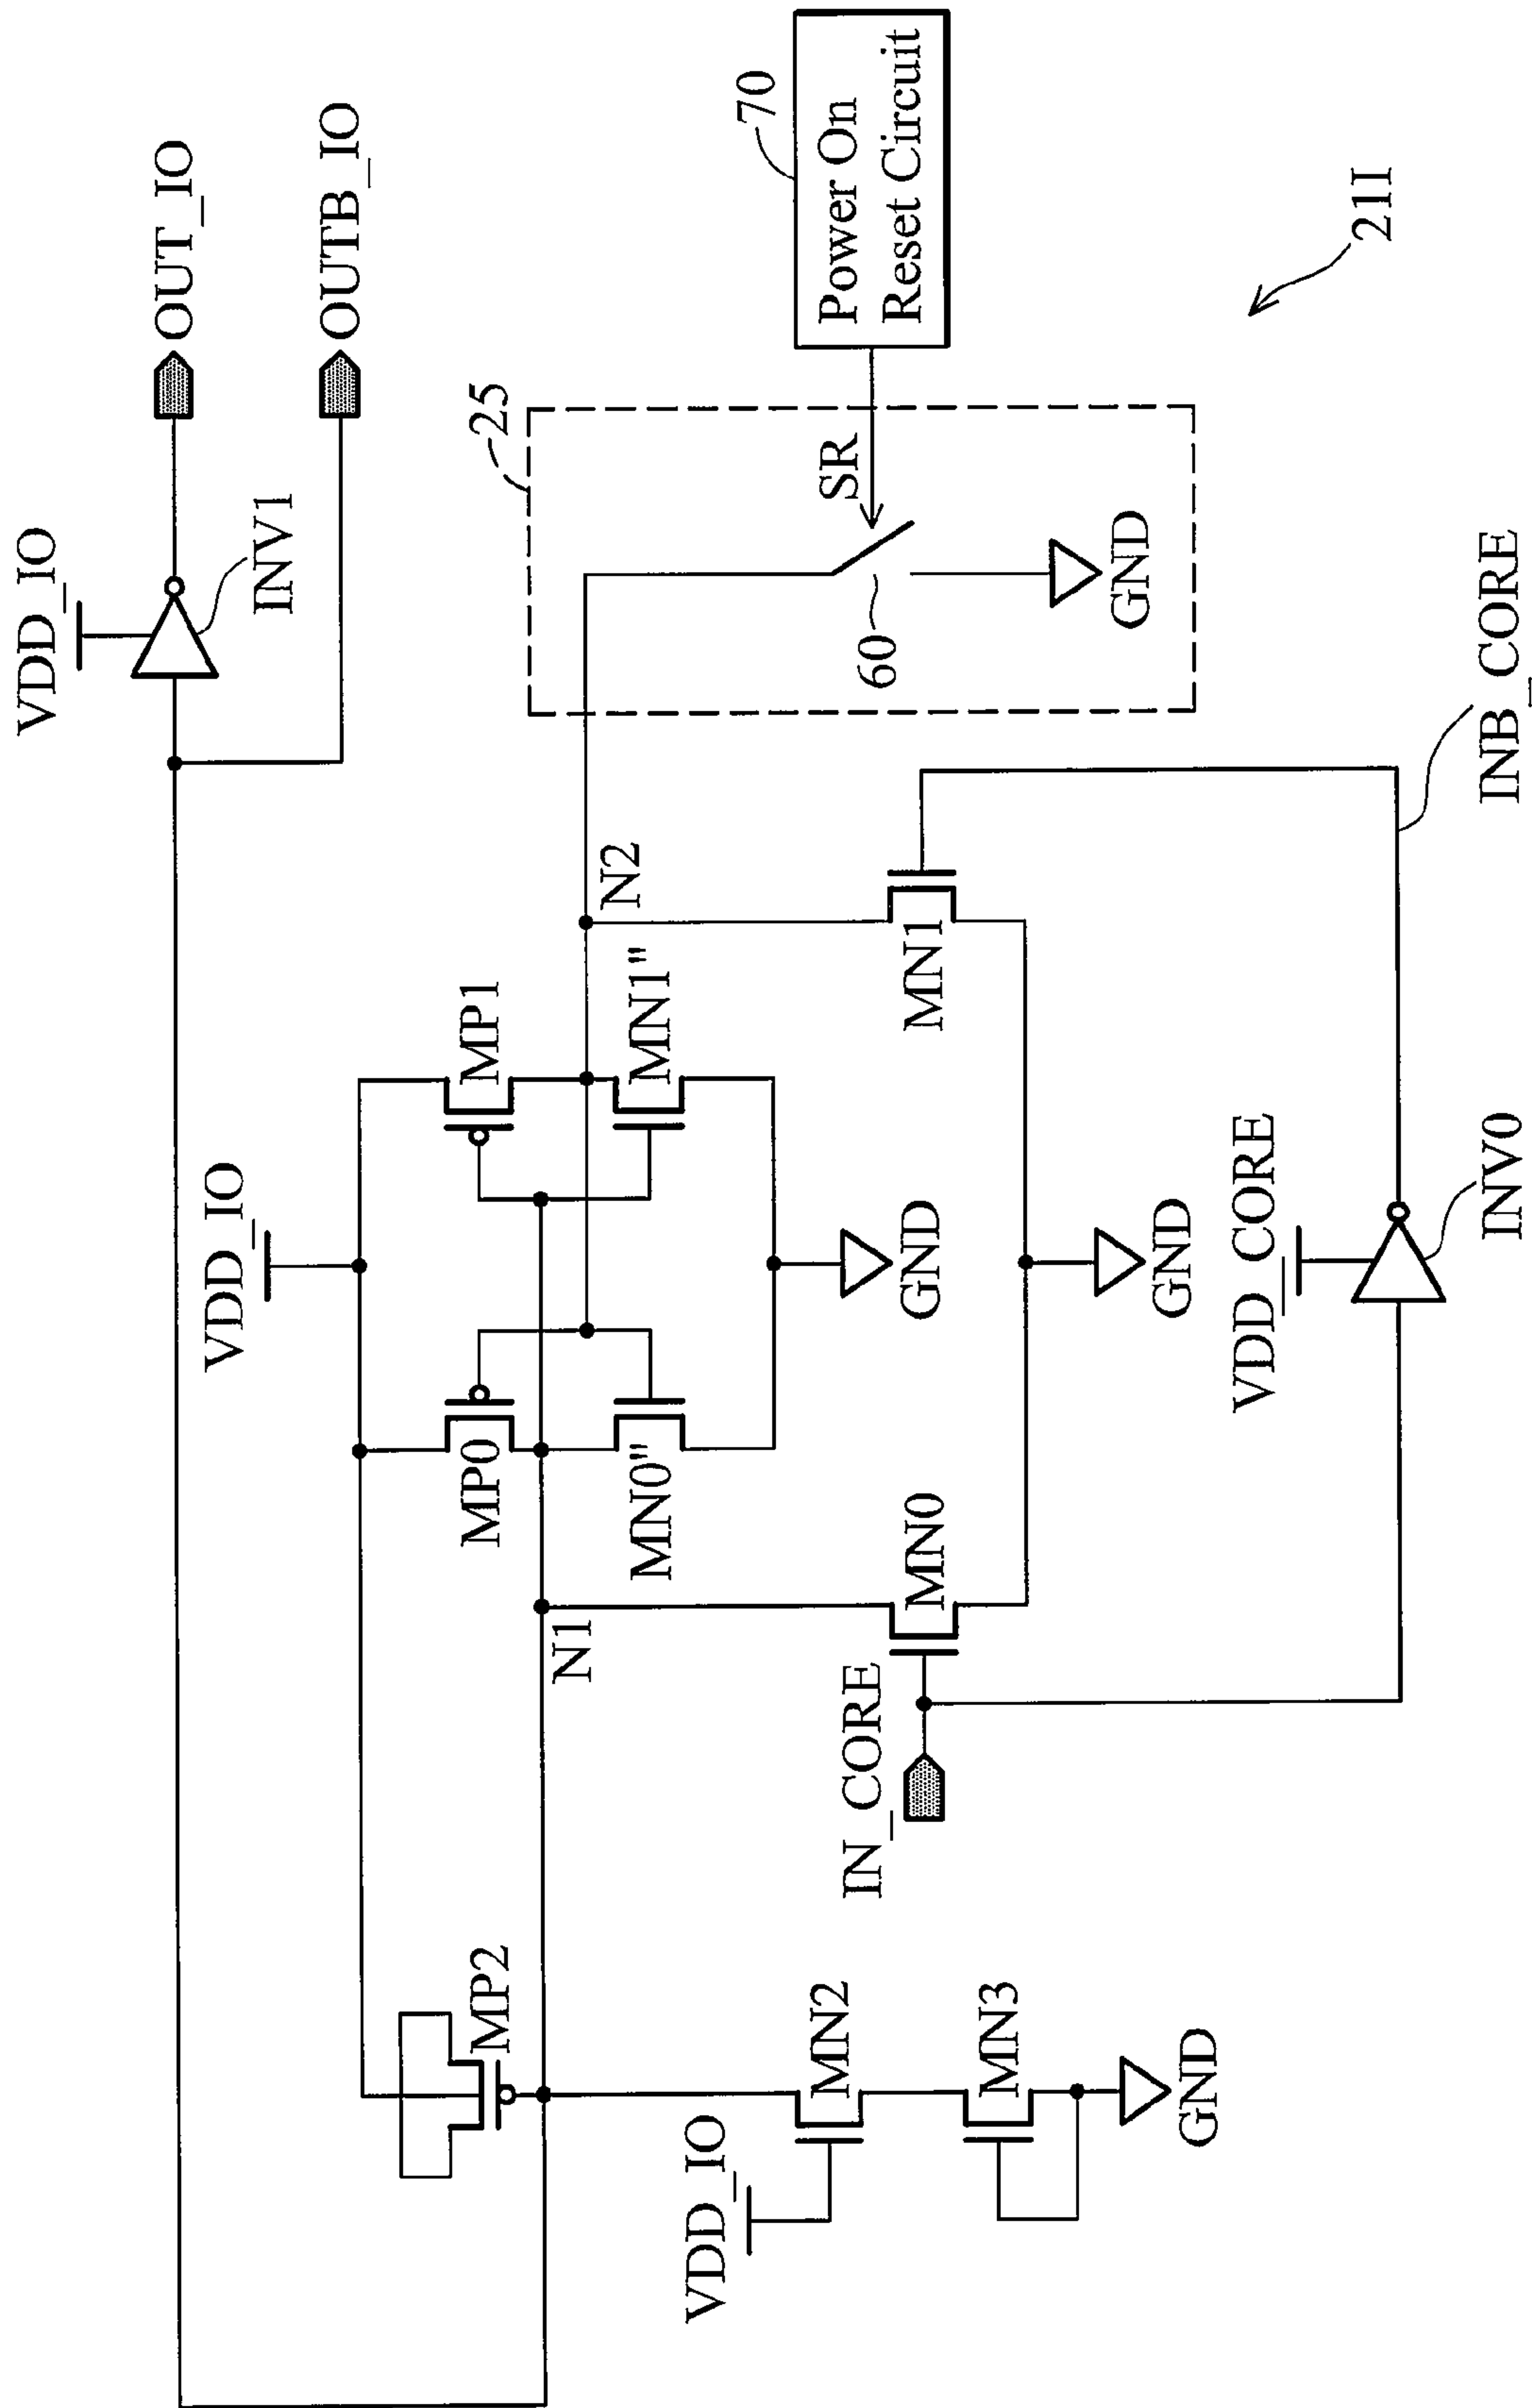 VDD_IO
OUT_IO
INV1
OUTB_IO
VDD_IO
25
70
Power On
Reset Circuit
SR
60
GND
MP2
MP0
MP1
MN0"
MN1"
N1
N2
GND
VDD_IO
MN2
MN3
GND
IN_CORE
MN0
MN1
GND
VDD_CORE
INV0
INB_CORE
21I